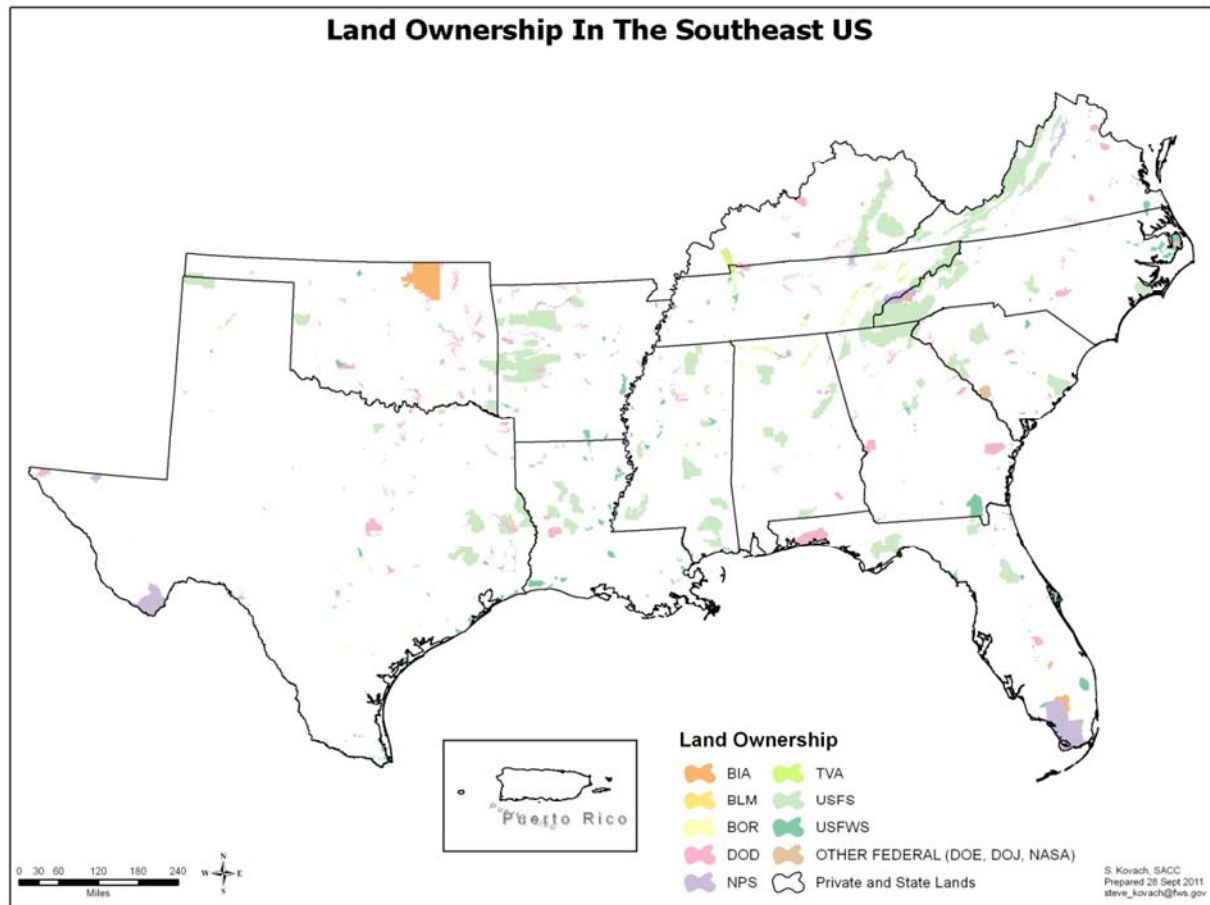 Land Ownership In The Southeast US
Land Ownership
BIA
BLM
BOR
DOD
NPS
TVA
USFS
USFWS
OTHER FEDERAL (DOE, DOJ, NASA)
Private and State Lands
Puerto Rico
Puerto Rico
0 30 60 120 180 240
Miles
N
W E
S
S. Kovach, SACC
Prepared 28 Sept 2011
steve_kovach@fws.gov